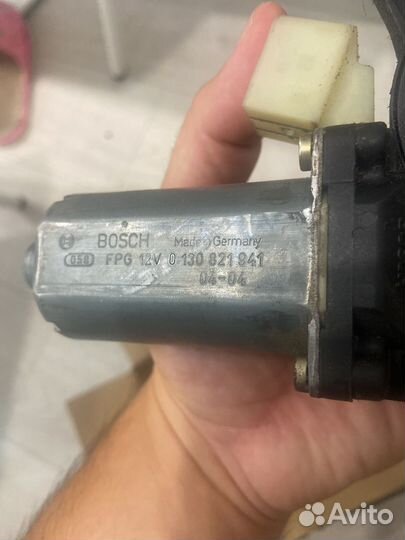 BOSCH Made in Germany
058 FPG 12V 0 130 821 941
04-04
Avito